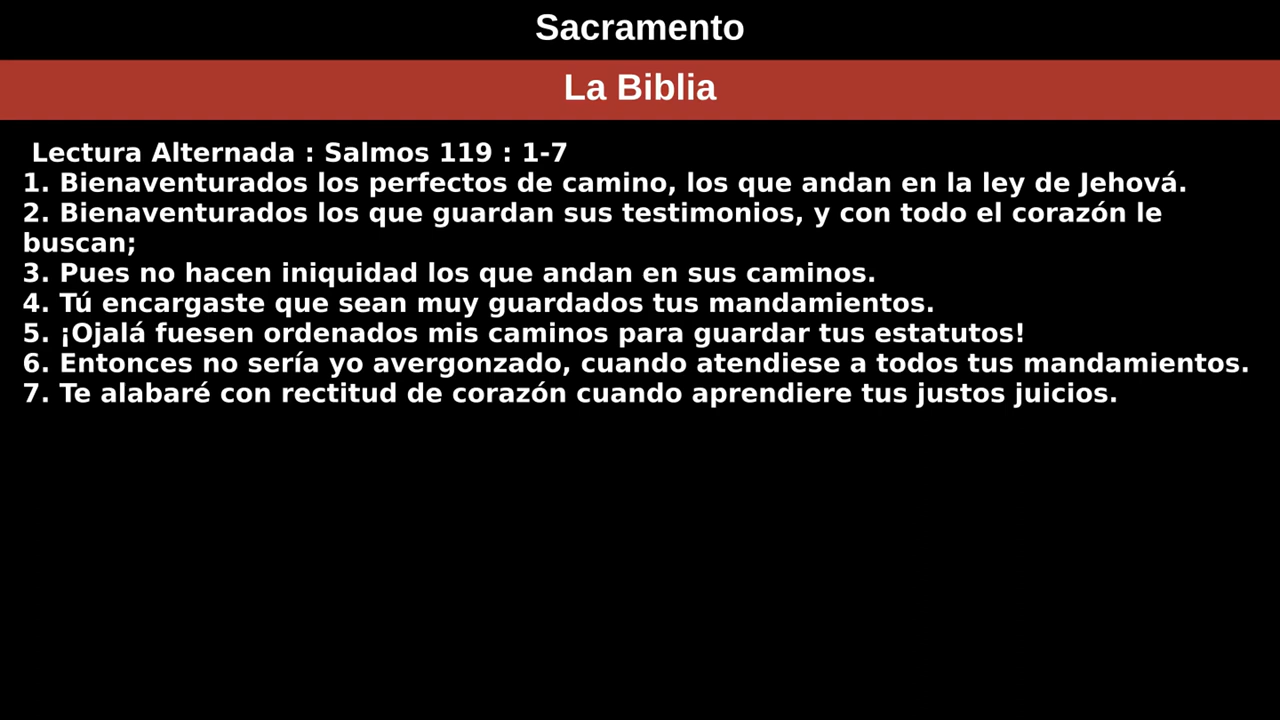 Sacramento
La Biblia
Lectura Alternada : Salmos 119 : 1-7
1. Bienaventurados los perfectos de camino, los que andan en la ley de Jehová.
2. Bienaventurados los que guardan sus testimonios, y con todo el corazón le
buscan;
3. Pues no hacen iniquidad los que andan en sus caminos.
4. Tú encargaste que sean muy guardados tus mandamientos.
5. ¡Ojalá fuesen ordenados mis caminos para guardar tus estatutos!
6. Entonces no sería yo avergonzado, cuando atendiese a todos tus mandamientos.
7. Te alabaré con rectitud de corazón cuando aprendiere tus justos juicios.